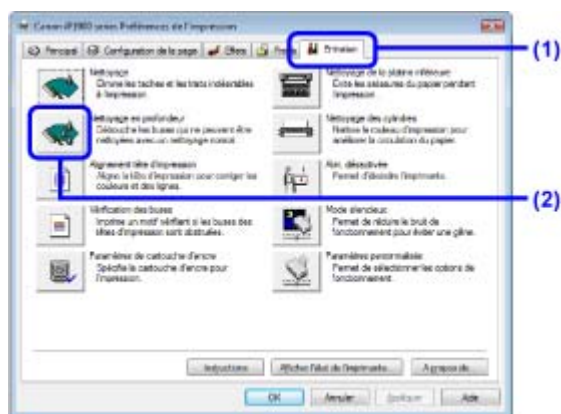 Canon iP1900 series Préférences de l'impression
Principal Configuration de la page Effets Profils Entretien
(1)
Nettoyage
Elimine les taches et les traits indésirables
à l'impression.
Nettoyage de la platine inférieure
Evite les salissures du papier pendant
l'impression.
Nettoyage en profondeur
Débouche les buses qui ne peuvent être
nettoyées avec un nettoyage normal.
Nettoyage des cylindres
Nettoie le rouleau d'impression pour
améliorer la circulation du papier.
(2)
Alignement tête d'impression
Aligne la tête d'impression pour corriger les
couleurs et des lignes.
Alim. désactivée
Permet d'éteindre l'imprimante.
Vérification des buses
Imprime un motif vérifiant si les buses des
têtes d'impression sont obstruées.
Mode silencieux
Permet de réduire le bruit de
fonctionnement pour éviter une gêne.
Paramètres de cartouche d'encre
Spécifie la cartouche d'encre pour
l'impression.
Paramètres personnalisés
Permet de sélectionner les options de
fonctionnement.
Instructions Afficher l'état de l'imprimante... A propos de...
OK Annuler Appliquer Aide